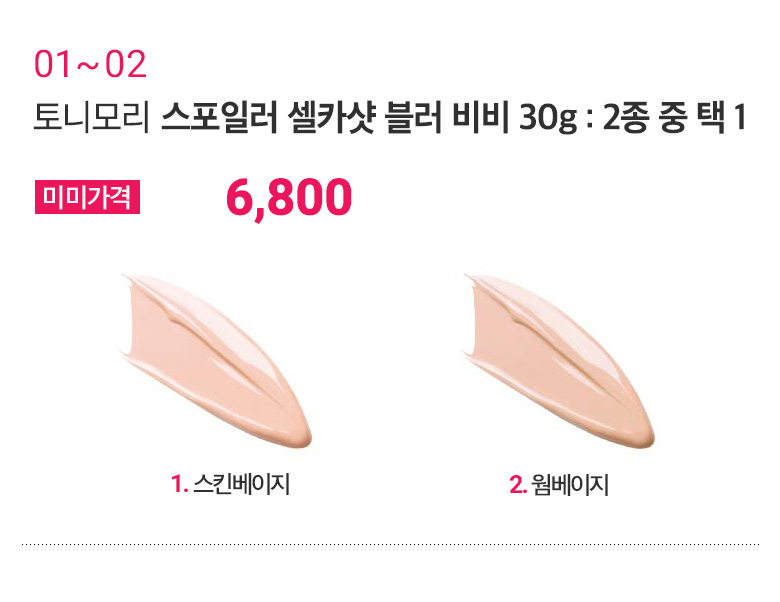 01~02
토니모리 스포일러 셀카샷 블러 비비 30g : 2종 중 택 1
미미가격 6,800
1. 스킨베이지 2. 웜베이지